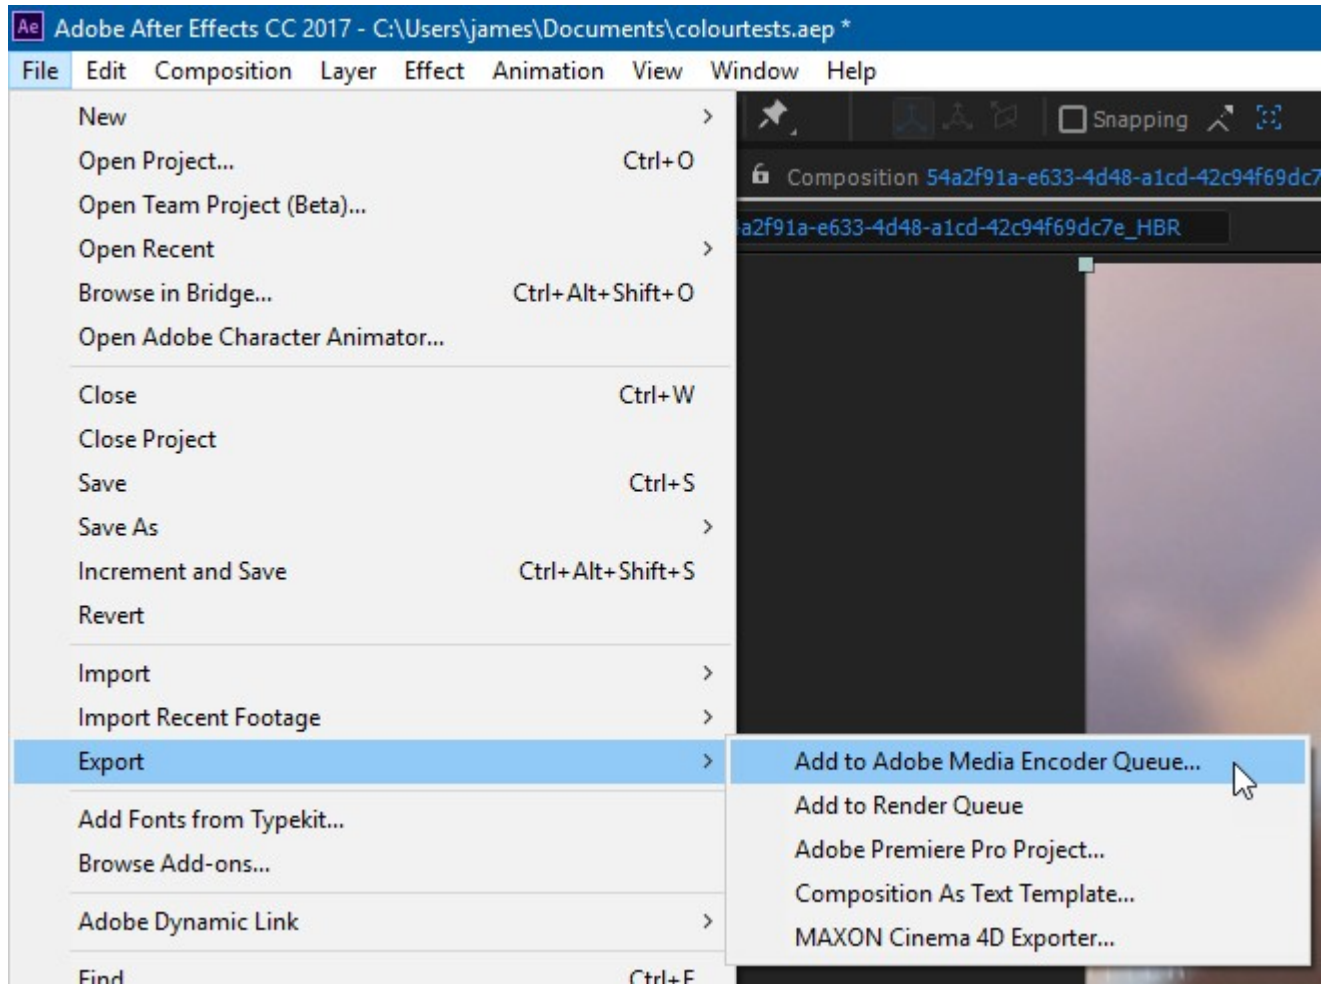 Ae Adobe After Effects CC 2017 - C:\Users\james\Documents\colourtests.aep *
File Edit Composition Layer Effect Animation View Window Help
New
Snapping
Open Project... Ctrl+O
Composition 54a2f91a-e633-4d48-a1cd-42c94f69dc7
Open Team Project (Beta)...
a2f91a-e633-4d48-a1cd-42c94f69dc7e_HBR
Open Recent
Browse in Bridge... Ctrl+Alt+Shift+O
Open Adobe Character Animator...
Close Ctrl+W
Close Project
Save Ctrl+S
Save As
Increment and Save Ctrl+Alt+Shift+S
Revert
Import
Import Recent Footage
Export
Add to Adobe Media Encoder Queue...
Add to Render Queue
Add Fonts from Typekit...
Adobe Premiere Pro Project...
Browse Add-ons...
Composition As Text Template...
Adobe Dynamic Link
MAXON Cinema 4D Exporter...
Find Ctrl+F